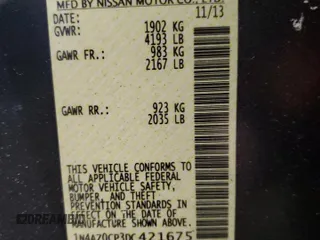 MFD BY NISSAN MOTOR CO., LTD.
DATE: 11/13
GVWR: 1902 KG
4193 LB
GAWR FR: 983 KG
2167 LB
GAWR RR: 923 KG
2035 LB
THIS VEHICLE CONFORMS TO
ALL APPLICABLE FEDERAL
MOTOR VEHICLE SAFETY,
BUMPER, AND THEFT
PREVENTION STANDARDS IN
EFFECT ON THE DATE OF
MANUFACTURE SHOWN ABOVE
1N4AZ0CP3DC421675